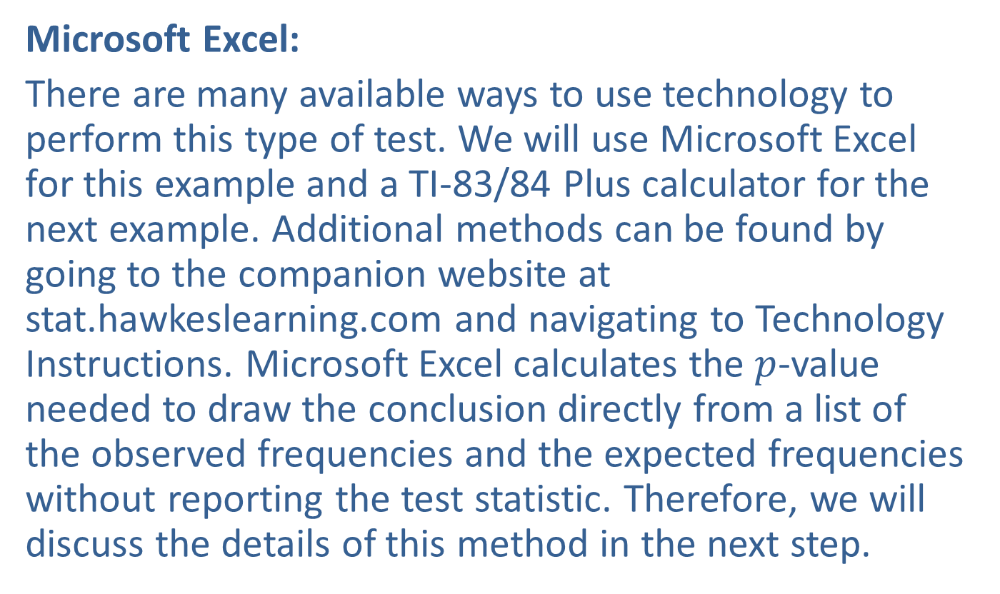 Microsoft Excel:
There are many available ways to use technology to
perform this type of test. We will use Microsoft Excel
for this example and a TI-83/84 Plus calculator for the
next example. Additional methods can be found by
going to the companion website at
stat.hawkeslearning.com and navigating to Technology
Instructions. Microsoft Excel calculates the p-value
needed to draw the conclusion directly from a list of
the observed frequencies and the expected frequencies
without reporting the test statistic. Therefore, we will
discuss the details of this method in the next step.